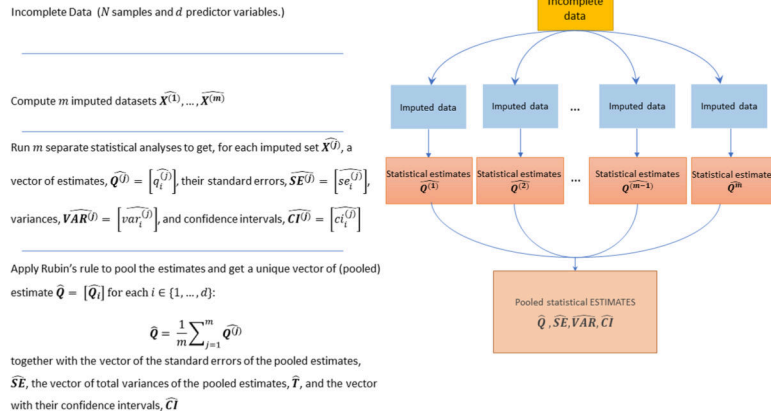 Incomplete Data (N samples and d predictor variables.)
Compute m imputed datasets X̂⁽¹⁾, ..., X̂⁽ᵐ⁾
Run m separate statistical analyses to get, for each imputed set X̂⁽ʲ⁾, a
vector of estimates, Q̂⁽ʲ⁾ = [q̂ᵢ⁽ʲ⁾], their standard errors, SÊ⁽ʲ⁾ = [sêᵢ⁽ʲ⁾],
variances, VAR̂⁽ʲ⁾ = [var̂ᵢ⁽ʲ⁾], and confidence intervals, CÎ⁽ʲ⁾ = [cîᵢ⁽ʲ⁾]
Apply Rubin's rule to pool the estimates and get a unique vector of (pooled)
estimate Q̂ = [Q̂ᵢ] for each i ∈ {1, ..., d}:
Q̂ = 1/m ∑ⱼ₌₁ᵐ Q̂⁽ʲ⁾
together with the vector of the standard errors of the pooled estimates,
SÊ, the vector of total variances of the pooled estimates, T̂, and the vector
with their confidence intervals, CÎ
Incomplete
data
Imputed data
Imputed data
...
Imputed data
Imputed data
Statistical estimates
Q̂⁽¹⁾
Statistical estimates
Q̂⁽²⁾
...
Statistical estimates
Q̂⁽ᵐ⁻¹⁾
Statistical estimate
Q̂ᵐ
Pooled statistical ESTIMATES
Q̂ , SÊ, VAR̂, CÎ